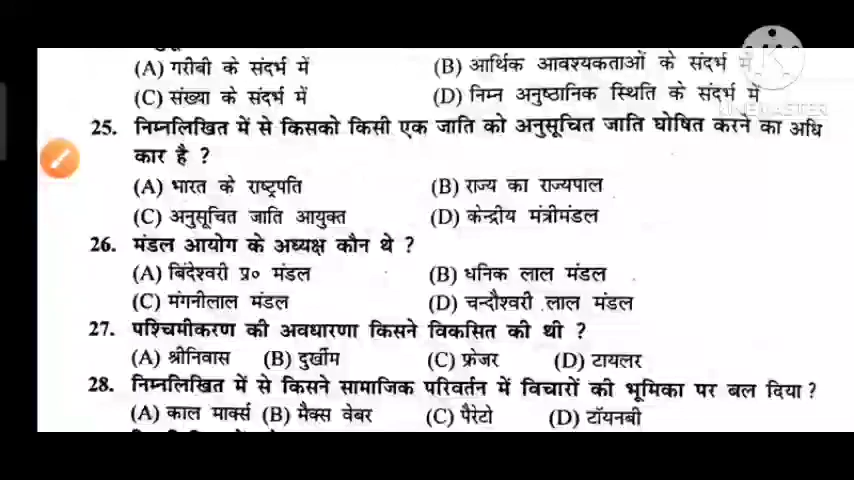 (A) गरीबी के संदर्भ में (B) आर्थिक आवश्यकताओं के संदर्भ में
(C) संख्या के संदर्भ में (D) निम्न अनुष्ठानिक स्थिति के संदर्भ में
25. निम्नलिखित में से किसको किसी एक जाति को अनुसूचित जाति घोषित करने का अधि
कार है ?
(A) भारत के राष्ट्रपति (B) राज्य का राज्यपाल
(C) अनुसूचित जाति आयुक्त (D) केन्द्रीय मंत्रीमंडल
26. मंडल आयोग के अध्यक्ष कौन थे ?
(A) बिंदेश्वरी प्र० मंडल (B) धनिक लाल मंडल
(C) मंगनीलाल मंडल (D) चन्दौश्वरी लाल मंडल
27. पश्चिमीकरण की अवधारणा किसने विकसित की थी ?
(A) श्रीनिवास (B) दुर्खीम (C) फ्रेजर (D) टायलर
28. निम्नलिखित में से किसने सामाजिक परिवर्तन में विचारों की भूमिका पर बल दिया ?
(A) काल मार्क्स (B) मैक्स वेबर (C) पैरेटो (D) टॉयनबी
KINEMASTER